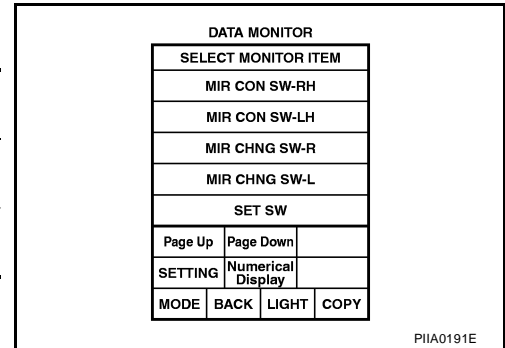 DATA MONITOR
SELECT MONITOR ITEM
MIR CON SW-RH
MIR CON SW-LH
MIR CHNG SW-R
MIR CHNG SW-L
SET SW
Page Up Page Down
SETTING Numerical Display
MODE BACK LIGHT COPY
PIIA0191E